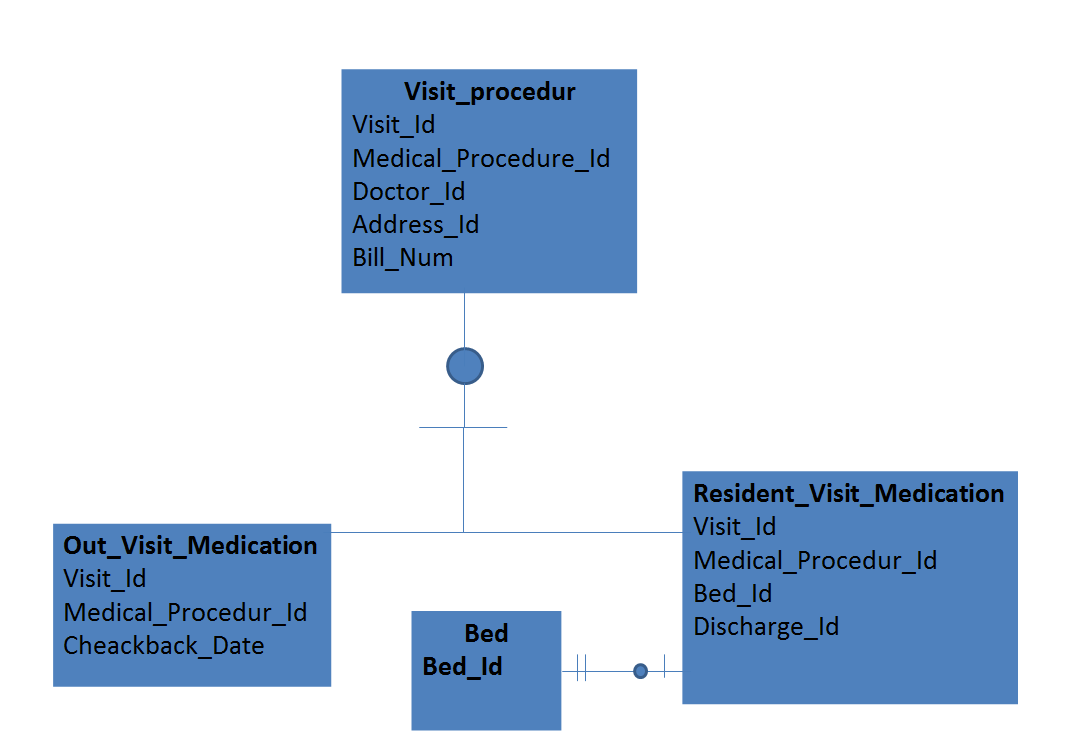 Visit_procedur
Visit_Id
Medical_Procedure_Id
Doctor_Id
Address_Id
Bill_Num
Out_Visit_Medication
Visit_Id
Medical_Procedur_Id
Cheackback_Date
Bed
Bed_Id
Resident_Visit_Medication
Visit_Id
Medical_Procedur_Id
Bed_Id
Discharge_Id